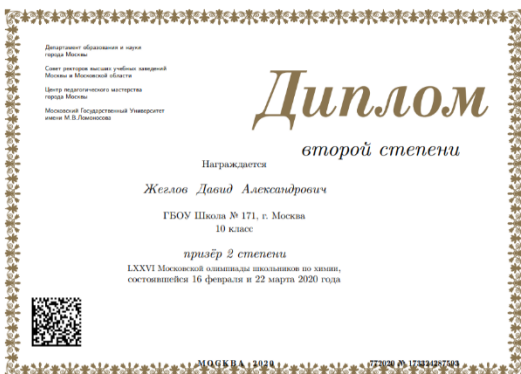 Департамент образования и науки
города Москвы
Совет ректоров высших учебных заведений
Москвы и Московской области
Центр педагогического мастерства
города Москвы
Московский Государственный Университет
имени М.В.Ломоносова
Диплом
второй степени
Награждается
Жеглов Давид Александрович
ГБОУ Школа № 171, г. Москва
10 класс
призёр 2 степени
LXXVI Московской олимпиады школьников по химии,
состоявшейся 16 февраля и 22 марта 2020 года
МОСКВА 2020